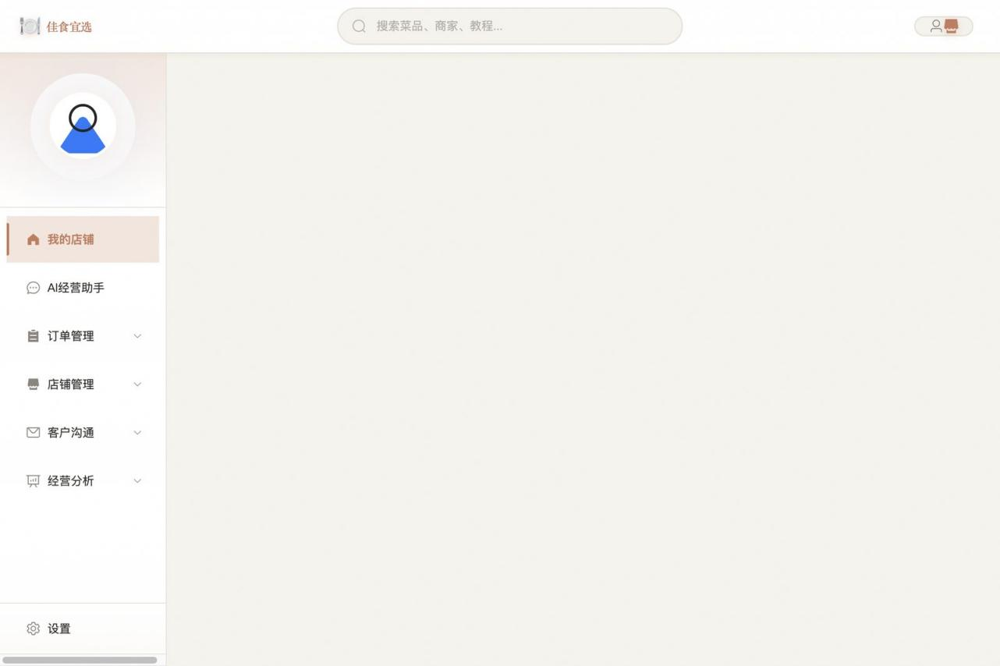 佳食宜选
搜索菜品、商家、教程...
我的店铺
AI经营助手
订单管理
店铺管理
客户沟通
经营分析
设置